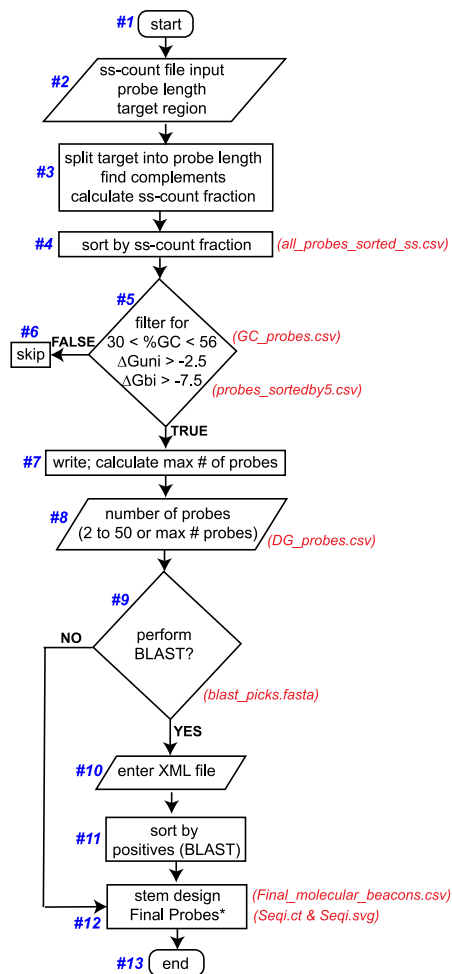 #1 start
#2
ss-count file input
probe length
target region
#3
split target into probe length
find complements
calculate ss-count fraction
#4 sort by ss-count fraction (all_probes_sorted_ss.csv)
#5
filter for
30 < %GC < 56
ΔGuni > -2.5
ΔGbi > -7.5
(GC_probes.csv)
(probes_sortedby5.csv)
#6 FALSE
skip
TRUE
#7 write; calculate max # of probes
#8
number of probes
(2 to 50 or max # probes)
(DG_probes.csv)
#9
NO
perform
BLAST?
(blast_picks.fasta)
YES
#10 enter XML file
#11
sort by
positives (BLAST)
#12
stem design
Final Probes*
(Final_molecular_beacons.csv)
(Seqi.ct & Seqi.svg)
#13 end